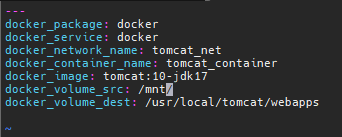 ---
docker_package: docker
docker_service: docker
docker_network_name: tomcat_net
docker_container_name: tomcat_container
docker_image: tomcat:10-jdk17
docker_volume_src: /mnt/
docker_volume_dest: /usr/local/tomcat/webapps
~